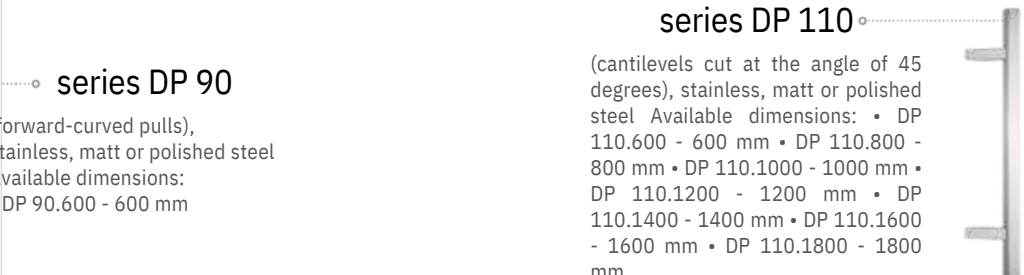 series DP 110
(cantilevels cut at the angle of 45
degrees), stainless, matt or polished
steel Available dimensions: • DP
110.600 - 600 mm • DP 110.800 -
800 mm • DP 110.1000 - 1000 mm •
DP 110.1200 - 1200 mm • DP
110.1400 - 1400 mm • DP 110.1600
- 1600 mm • DP 110.1800 - 1800
mm
series DP 90
forward-curved pulls),
tainless, matt or polished steel
vailable dimensions:
DP 90.600 - 600 mm